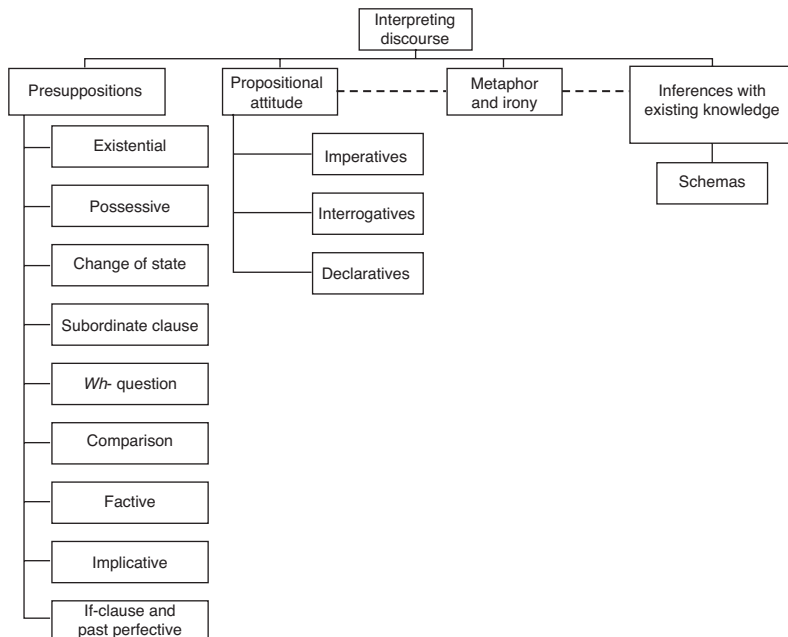 Interpreting
discourse
Presuppositions
Propositional
attitude
Metaphor
and irony
Inferences with
existing knowledge
Existential
Possessive
Change of state
Subordinate clause
Wh- question
Comparison
Factive
Implicative
If-clause and
past perfective
Imperatives
Interrogatives
Declaratives
Schemas